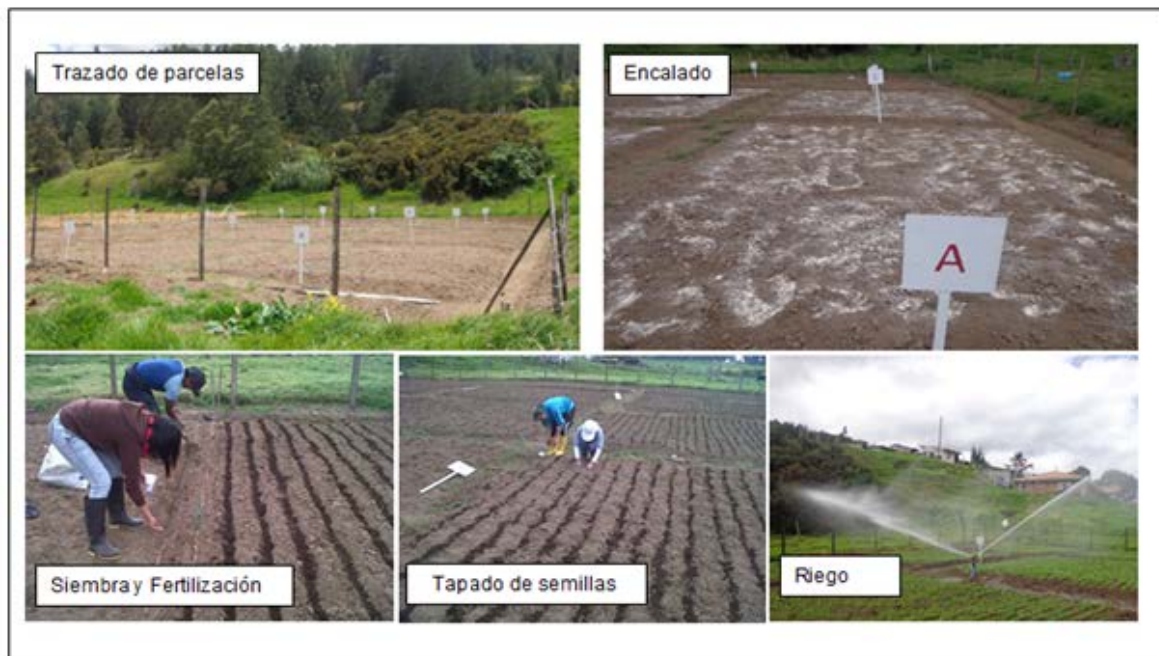 Trazado de parcelas
Encalado
A
Siembra y Fertilización
Tapado de semillas
Riego